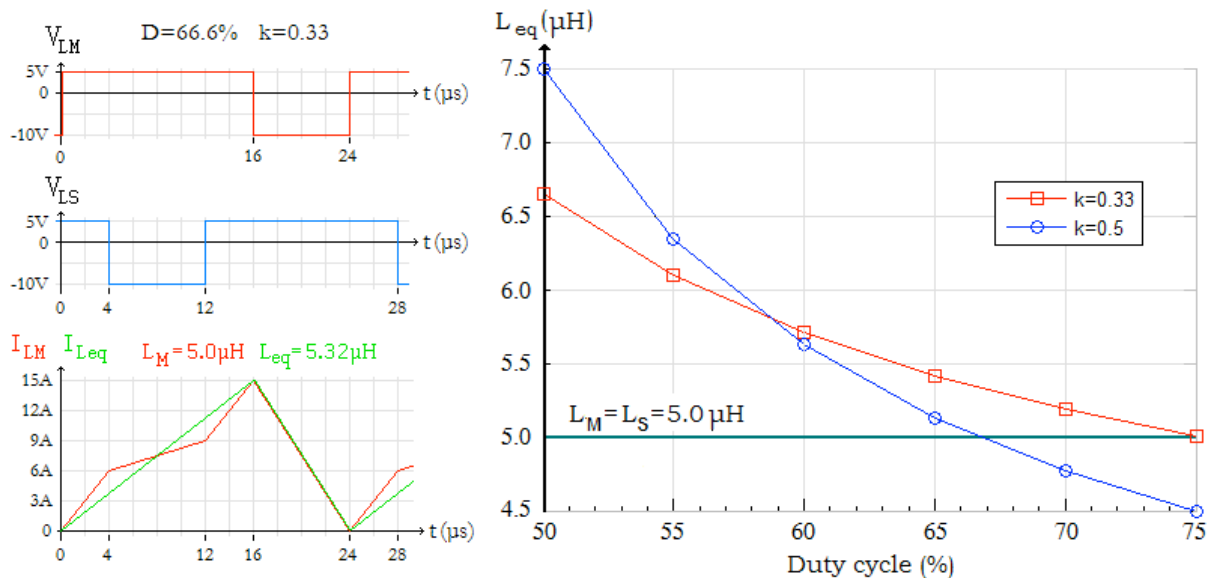 D=66.6% k=0.33
V_LM
5V
0
-10V
0 16 24
t (μs)
V_LS
5V
0
-10V
0 4 12 28
t (μs)
I_LM I_Leq L_M=5.0μH L_eq=5.32μH
15A
12A
9A
6A
3A
0
0 4 8 12 16 20 24 28
t (μs)
L_eq (μH)
7.5
7.0
6.5
6.0
5.5
5.0
4.5
k=0.33
k=0.5
L_M=L_S=5.0 μH
50 55 60 65 70 75
Duty cycle (%)